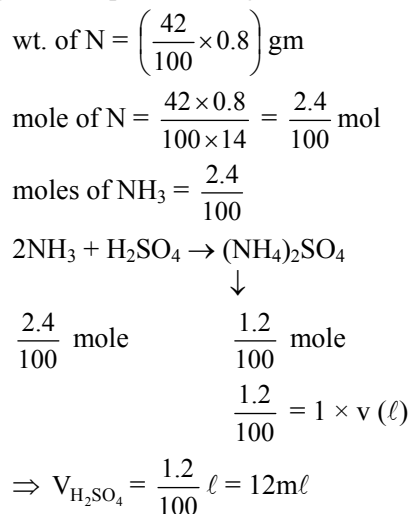 wt. of N = (42/100 × 0.8) gm
mole of N = (42 × 0.8)/(100 × 14) = 2.4/100 mol
moles of NH₃ = 2.4/100
2NH₃ + H₂SO₄ → (NH₄)₂SO₄
↓
2.4/100 mole 1.2/100 mole
1.2/100 = 1 × v (ℓ)
⇒ V_H₂SO₄ = 1.2/100 ℓ = 12mℓ